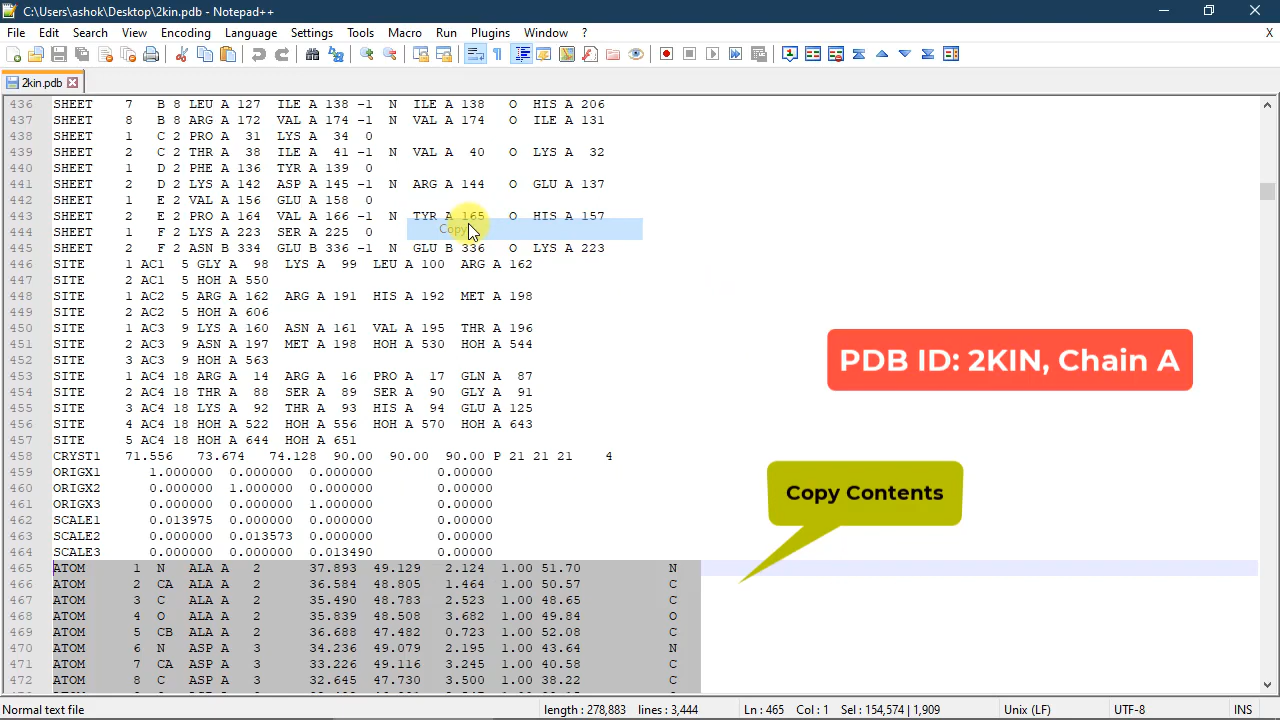 C:\Users\ashok\Desktop\2kin.pdb - Notepad++
File Edit Search View Encoding Language Settings Tools Macro Run Plugins Window ? X
2kin.pdb
436 SHEET 7 B 8 LEU A 127 ILE A 138 -1 N ILE A 138 O HIS A 206
437 SHEET 8 B 8 ARG A 172 VAL A 174 -1 N VAL A 174 O ILE A 131
438 SHEET 1 C 2 PRO A 31 LYS A 34 0
439 SHEET 2 C 2 THR A 38 ILE A 41 -1 N VAL A 40 O LYS A 32
440 SHEET 1 D 2 PHE A 136 TYR A 139 0
441 SHEET 2 D 2 LYS A 142 ASP A 145 -1 N ARG A 144 O GLU A 137
442 SHEET 1 E 2 VAL A 156 GLU A 158 0
443 SHEET 2 E 2 PRO A 164 VAL A 166 -1 N TYR A 165 O HIS A 157
444 SHEET 1 F 2 LYS A 223 SER A 225 0
Copy
445 SHEET 2 F 2 ASN B 334 GLU B 336 -1 N GLU B 336 O LYS A 223
446 SITE 1 AC1 5 GLY A 98 LYS A 99 LEU A 100 ARG A 162
447 SITE 2 AC1 5 HOH A 550
448 SITE 1 AC2 5 ARG A 162 ARG A 191 HIS A 192 MET A 198
449 SITE 2 AC2 5 HOH A 606
450 SITE 1 AC3 9 LYS A 160 ASN A 161 VAL A 195 THR A 196
451 SITE 2 AC3 9 ASN A 197 MET A 198 HOH A 530 HOH A 544
452 SITE 3 AC3 9 HOH A 563
453 SITE 1 AC4 18 ARG A 14 ARG A 16 PRO A 17 GLN A 87
454 SITE 2 AC4 18 THR A 88 SER A 89 SER A 90 GLY A 91
455 SITE 3 AC4 18 LYS A 92 THR A 93 HIS A 94 GLU A 125
456 SITE 4 AC4 18 HOH A 522 HOH A 556 HOH A 570 HOH A 643
457 SITE 5 AC4 18 HOH A 644 HOH A 651
458 CRYST1 71.556 73.674 74.128 90.00 90.00 90.00 P 21 21 21 4
459 ORIGX1 1.000000 0.000000 0.000000 0.00000
460 ORIGX2 0.000000 1.000000 0.000000 0.00000
461 ORIGX3 0.000000 0.000000 1.000000 0.00000
462 SCALE1 0.013975 0.000000 0.000000 0.00000
463 SCALE2 0.000000 0.013573 0.000000 0.00000
464 SCALE3 0.000000 0.000000 0.013490 0.00000
465 ATOM 1 N ALA A 2 37.893 49.129 2.124 1.00 51.70 N
466 ATOM 2 CA ALA A 2 36.584 48.805 1.464 1.00 50.57 C
467 ATOM 3 C ALA A 2 35.490 48.783 2.523 1.00 48.65 C
468 ATOM 4 O ALA A 2 35.839 48.508 3.682 1.00 49.84 O
469 ATOM 5 CB ALA A 2 36.688 47.482 0.723 1.00 52.08 C
470 ATOM 6 N ASP A 3 34.236 49.079 2.195 1.00 43.64 N
471 ATOM 7 CA ASP A 3 33.226 49.116 3.245 1.00 40.58 C
472 ATOM 8 C ASP A 3 32.645 47.730 3.500 1.00 38.22 C
PDB ID: 2KIN, Chain A
Copy Contents
Normal text file length : 278,883 lines : 3,444 Ln : 465 Col : 1 Sel : 154,574 | 1,909 Unix (LF) UTF-8 INS